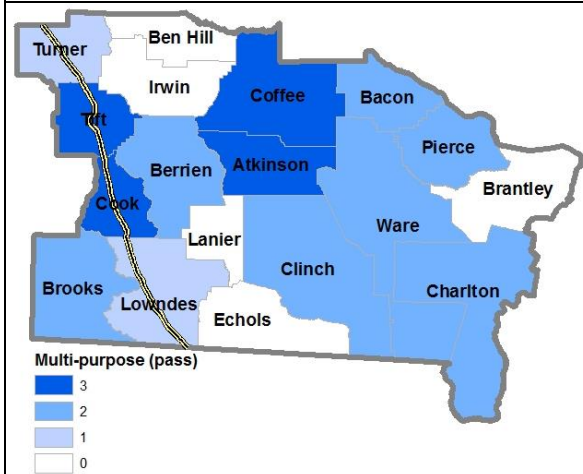 Turner
Ben Hill
Irwin
Coffee
Bacon
Tift
Pierce
Berrien
Atkinson
Brantley
Cook
Lanier
Ware
Clinch
Brooks
Charlton
Lowndes
Echols
Multi-purpose (pass)
3
2
1
0